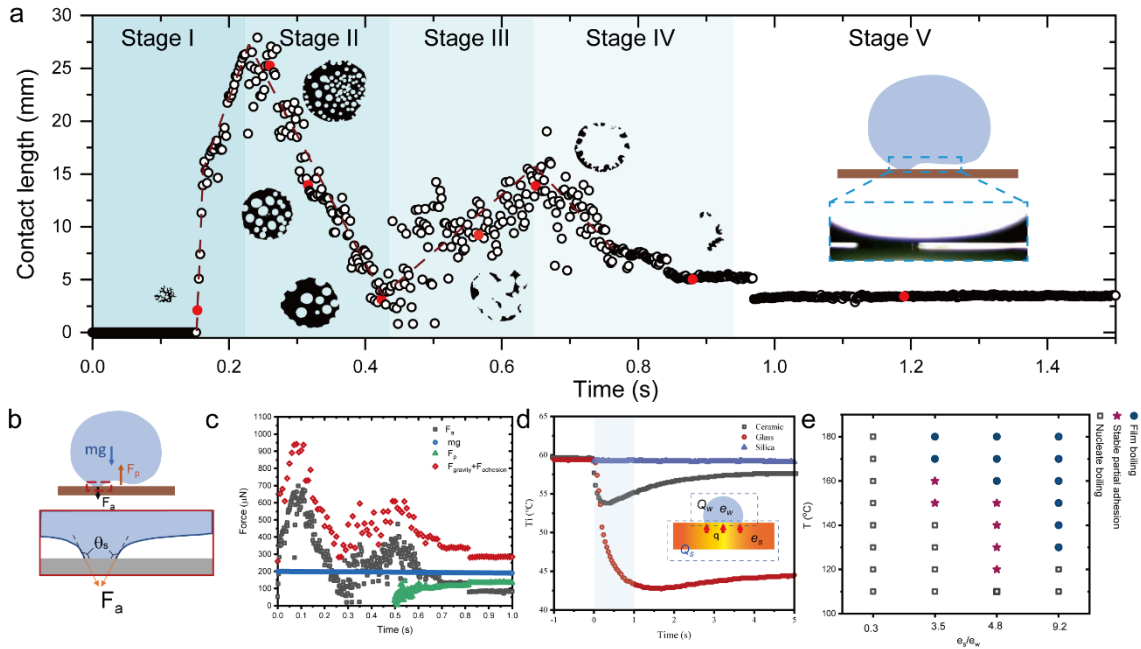 a
Stage I
Stage II
Stage III
Stage IV
Stage V
30
25
20
15
10
5
0
Contact length (mm)
0.0
0.2
0.4
0.6
0.8
1.0
1.2
1.4
Time (s)
b
mg
Fp
Fa
θs
Fa
c
1100
1000
900
800
700
600
500
400
300
200
100
0
Force (μN)
Fa
mg
Fp
Fgravity+Fadhesion
0.0 0.1 0.2 0.3 0.4 0.5 0.6 0.7 0.8 0.9 1.0
Time (s)
d
65
60
55
50
45
40
Ti (℃)
Ceramic
Glass
Silica
Qw
ew
q
es
Qs
-1 0 1 2 3 4 5
Time (s)
e
180
160
140
120
100
T (℃)
0.3
3.5
4.8
9.2
es/ew
Nucleate boiling
Stable partial adhesion
Film boiling